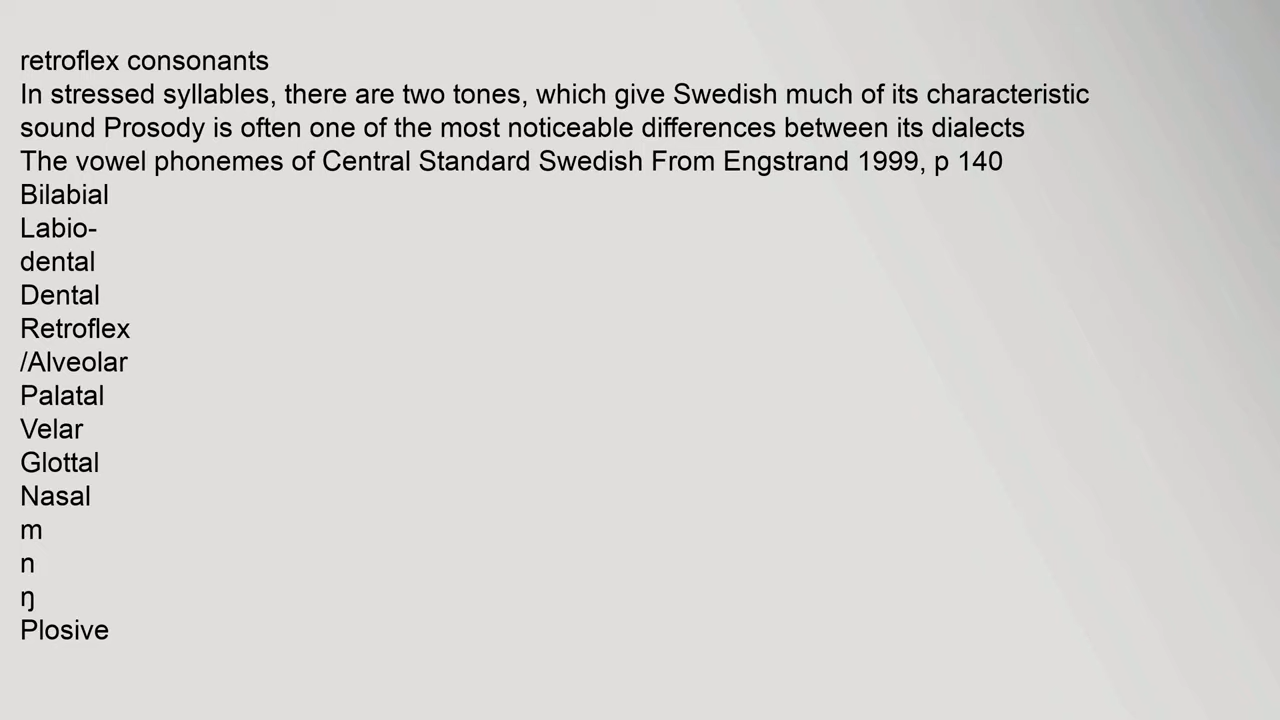 retroflex consonants
In stressed syllables, there are two tones, which give Swedish much of its characteristic
sound Prosody is often one of the most noticeable differences between its dialects
The vowel phonemes of Central Standard Swedish From Engstrand 1999, p 140
Bilabial
Labio-
dental
Dental
Retroflex
/Alveolar
Palatal
Velar
Glottal
Nasal
m
n
ŋ
Plosive